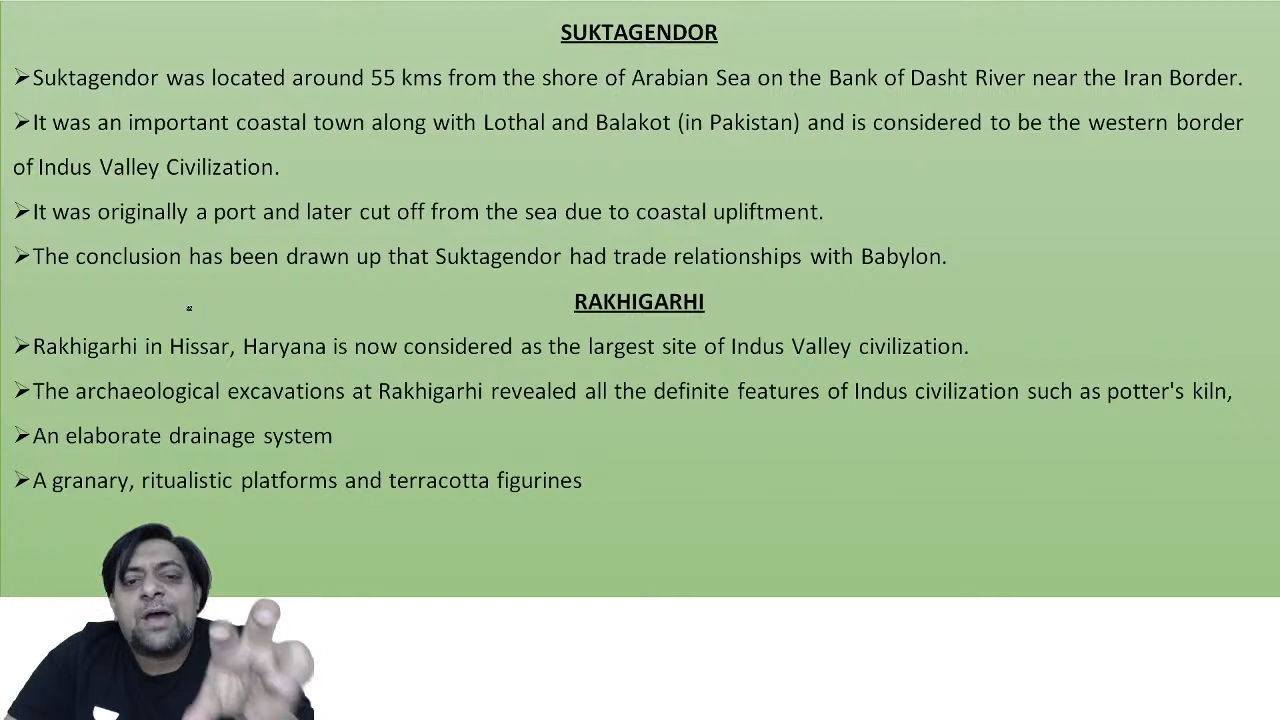 SUKTAGENDOR
➢Suktagendor was located around 55 kms from the shore of Arabian Sea on the Bank of Dasht River near the Iran Border.
➢It was an important coastal town along with Lothal and Balakot (in Pakistan) and is considered to be the western border
of Indus Valley Civilization.
➢It was originally a port and later cut off from the sea due to coastal upliftment.
➢The conclusion has been drawn up that Suktagendor had trade relationships with Babylon.
RAKHIGARHI
➢Rakhigarhi in Hissar, Haryana is now considered as the largest site of Indus Valley civilization.
➢The archaeological excavations at Rakhigarhi revealed all the definite features of Indus civilization such as potter's kiln,
➢An elaborate drainage system
➢A granary, ritualistic platforms and terracotta figurines